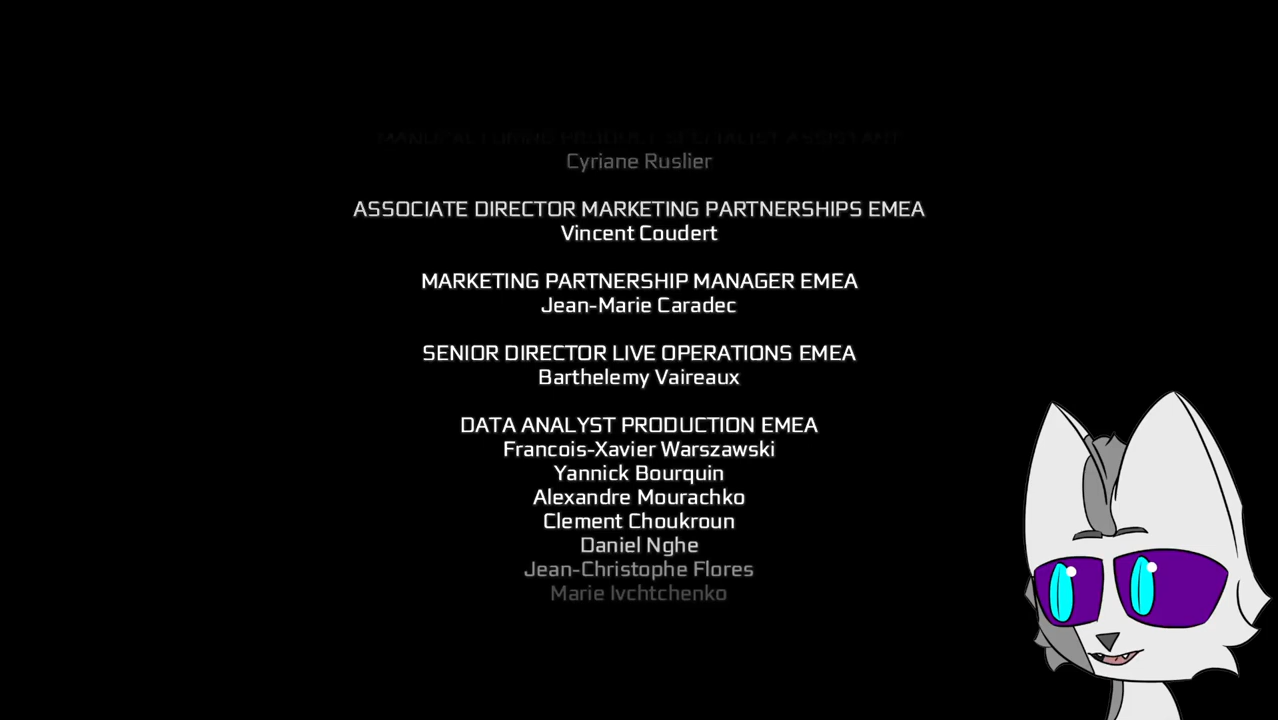 Cyriane Ruslier
ASSOCIATE DIRECTOR MARKETING PARTNERSHIPS EMEA
Vincent Coudert
MARKETING PARTNERSHIP MANAGER EMEA
Jean-Marie Caradec
SENIOR DIRECTOR LIVE OPERATIONS EMEA
Barthelemy Vaireaux
DATA ANALYST PRODUCTION EMEA
Francois-Xavier Warszawski
Yannick Bourquin
Alexandre Mourachko
Clement Choukroun
Daniel Nghe
Jean-Christophe Flores
Marie Ivchtchenko